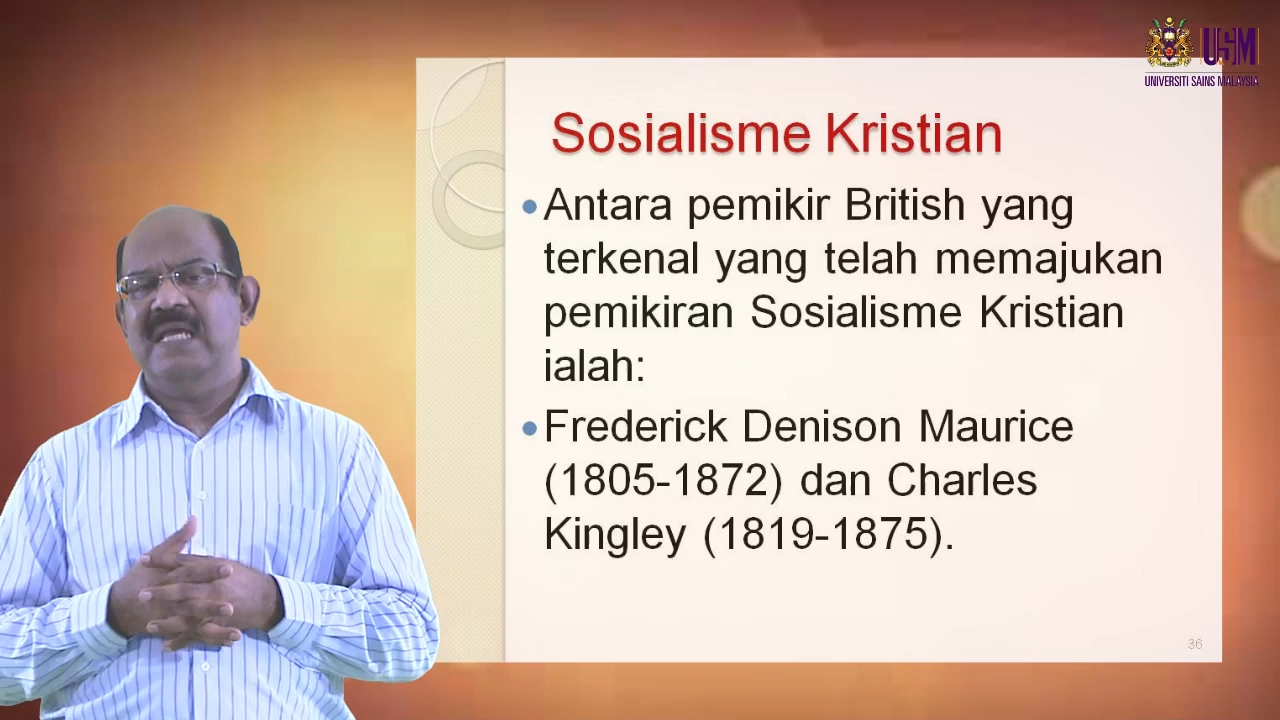 USM
UNIVERSITI SAINS MALAYSIA
Sosialisme Kristian
•Antara pemikir British yang
terkenal yang telah memajukan
pemikiran Sosialisme Kristian
ialah:
•Frederick Denison Maurice
(1805-1872) dan Charles
Kingley (1819-1875).
36